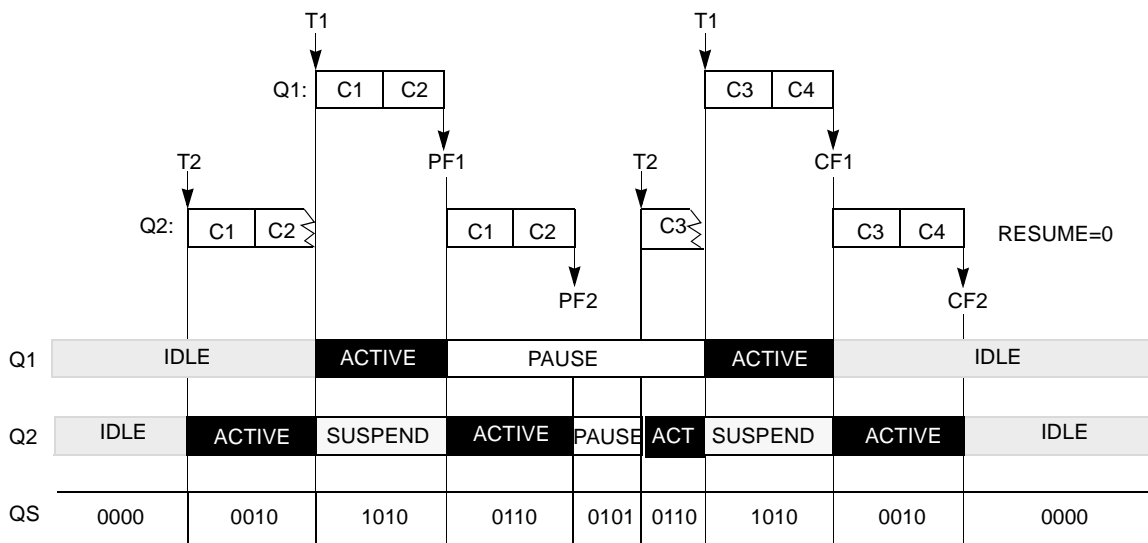 T1 T1
Q1: C1 C2 C3 C4
T2 PF1 T2 CF1
Q2: C1 C2 C1 C2 C3 C3 C4 RESUME=0
PF2 CF2
Q1 IDLE ACTIVE PAUSE ACTIVE IDLE
Q2 IDLE ACTIVE SUSPEND ACTIVE PAUSE ACT SUSPEND ACTIVE IDLE
QS 0000 0010 1010 0110 0101 0110 1010 0010 0000